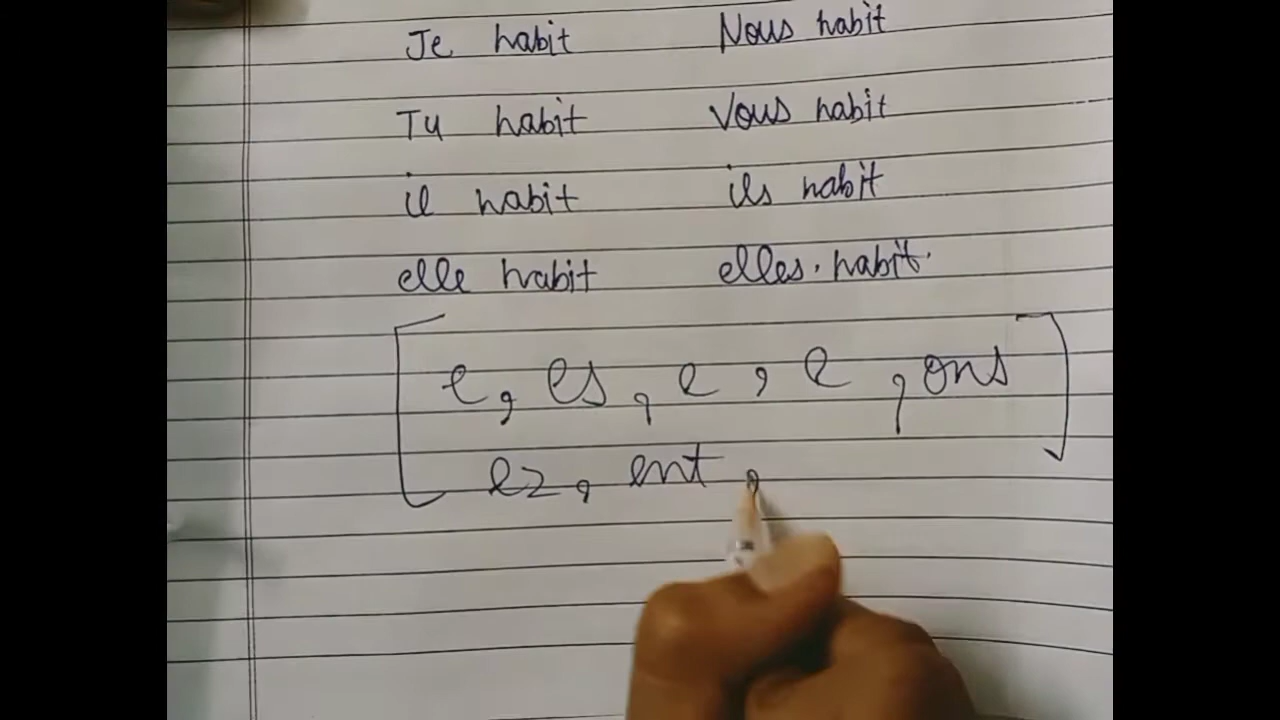 Je habit Nous habit
Tu habit Vous habit
il habit ils habit
elle habit elles. habit.
e, es, e, e, ons
ez, ent,